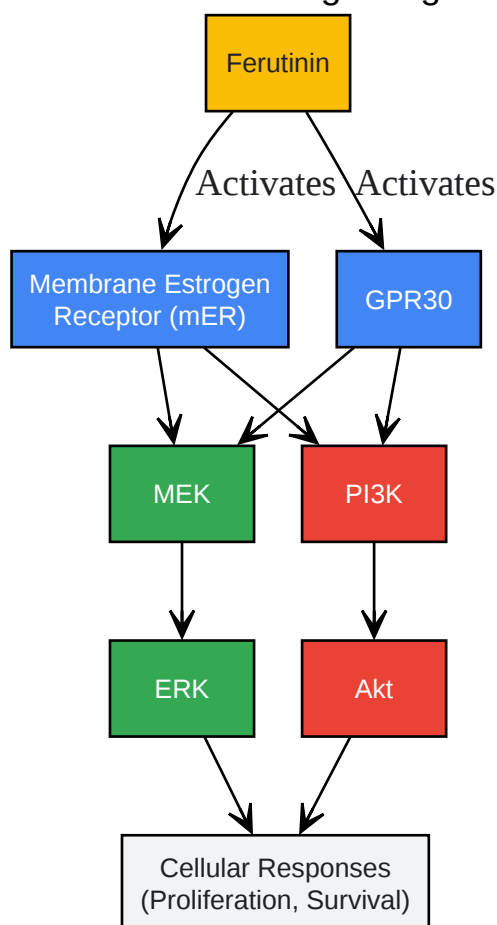 Ferutinin
Activates Activates
Membrane Estrogen
Receptor (mER)
GPR30
MEK
PI3K
ERK
Akt
Cellular Responses
(Proliferation, Survival)